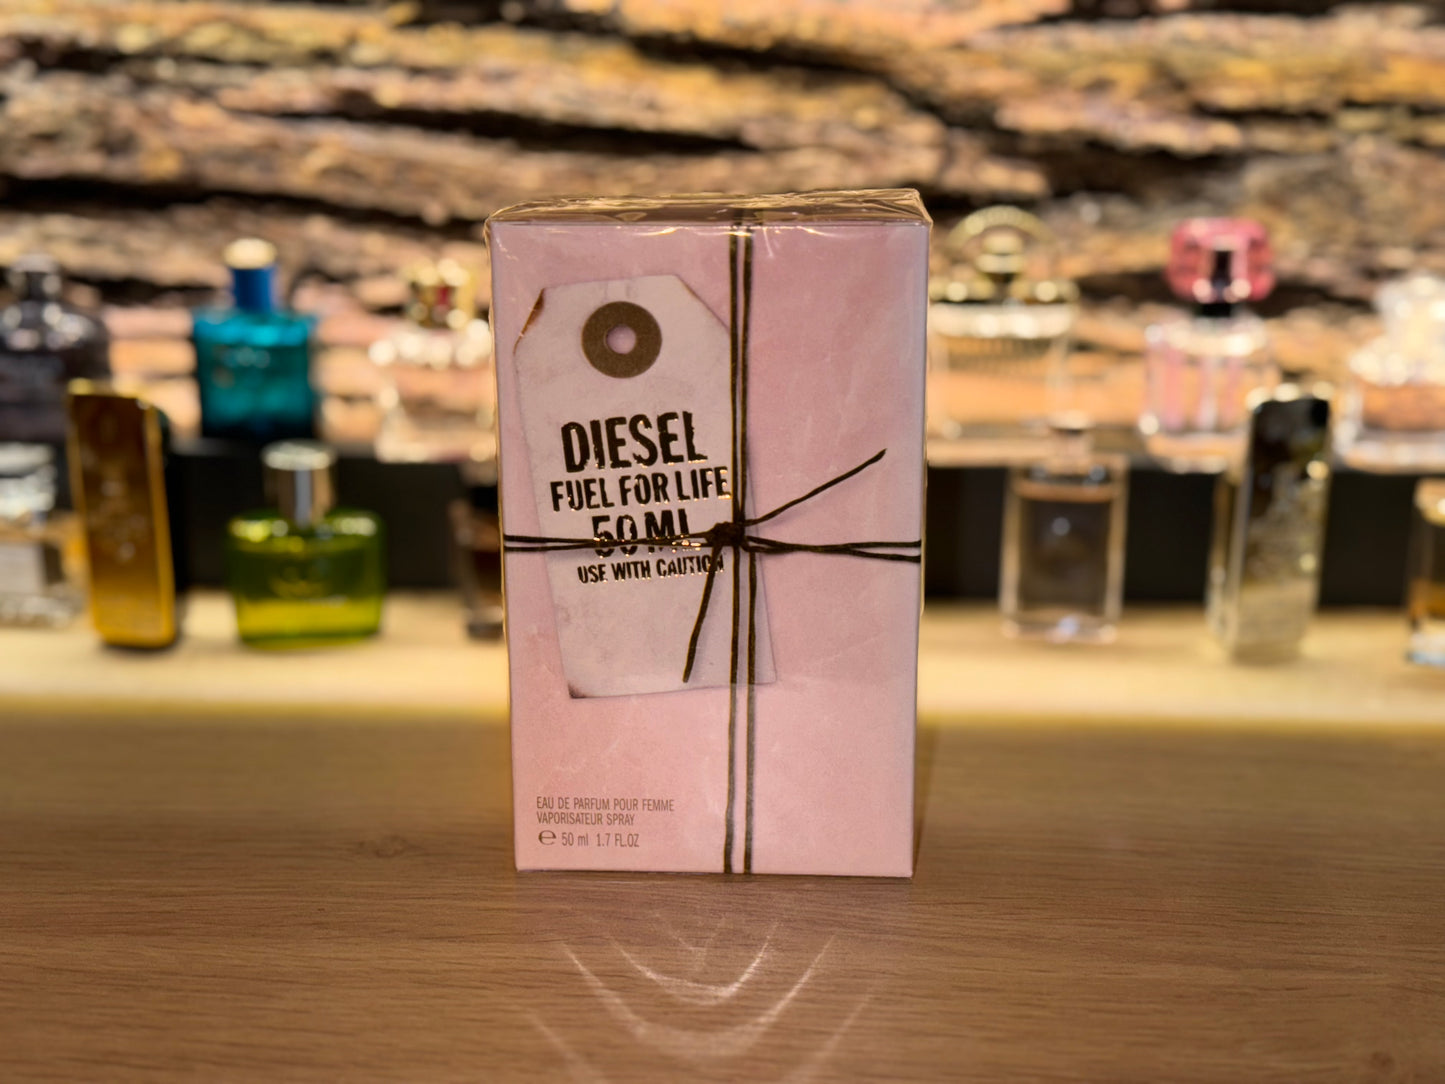 DIESEL
FUEL FOR LIFE
50 ML
USE WITH CAUTION
EAU DE PARFUM POUR FEMME
VAPORISATEUR SPRAY
℮ 50 ml 1.7 FL.OZ